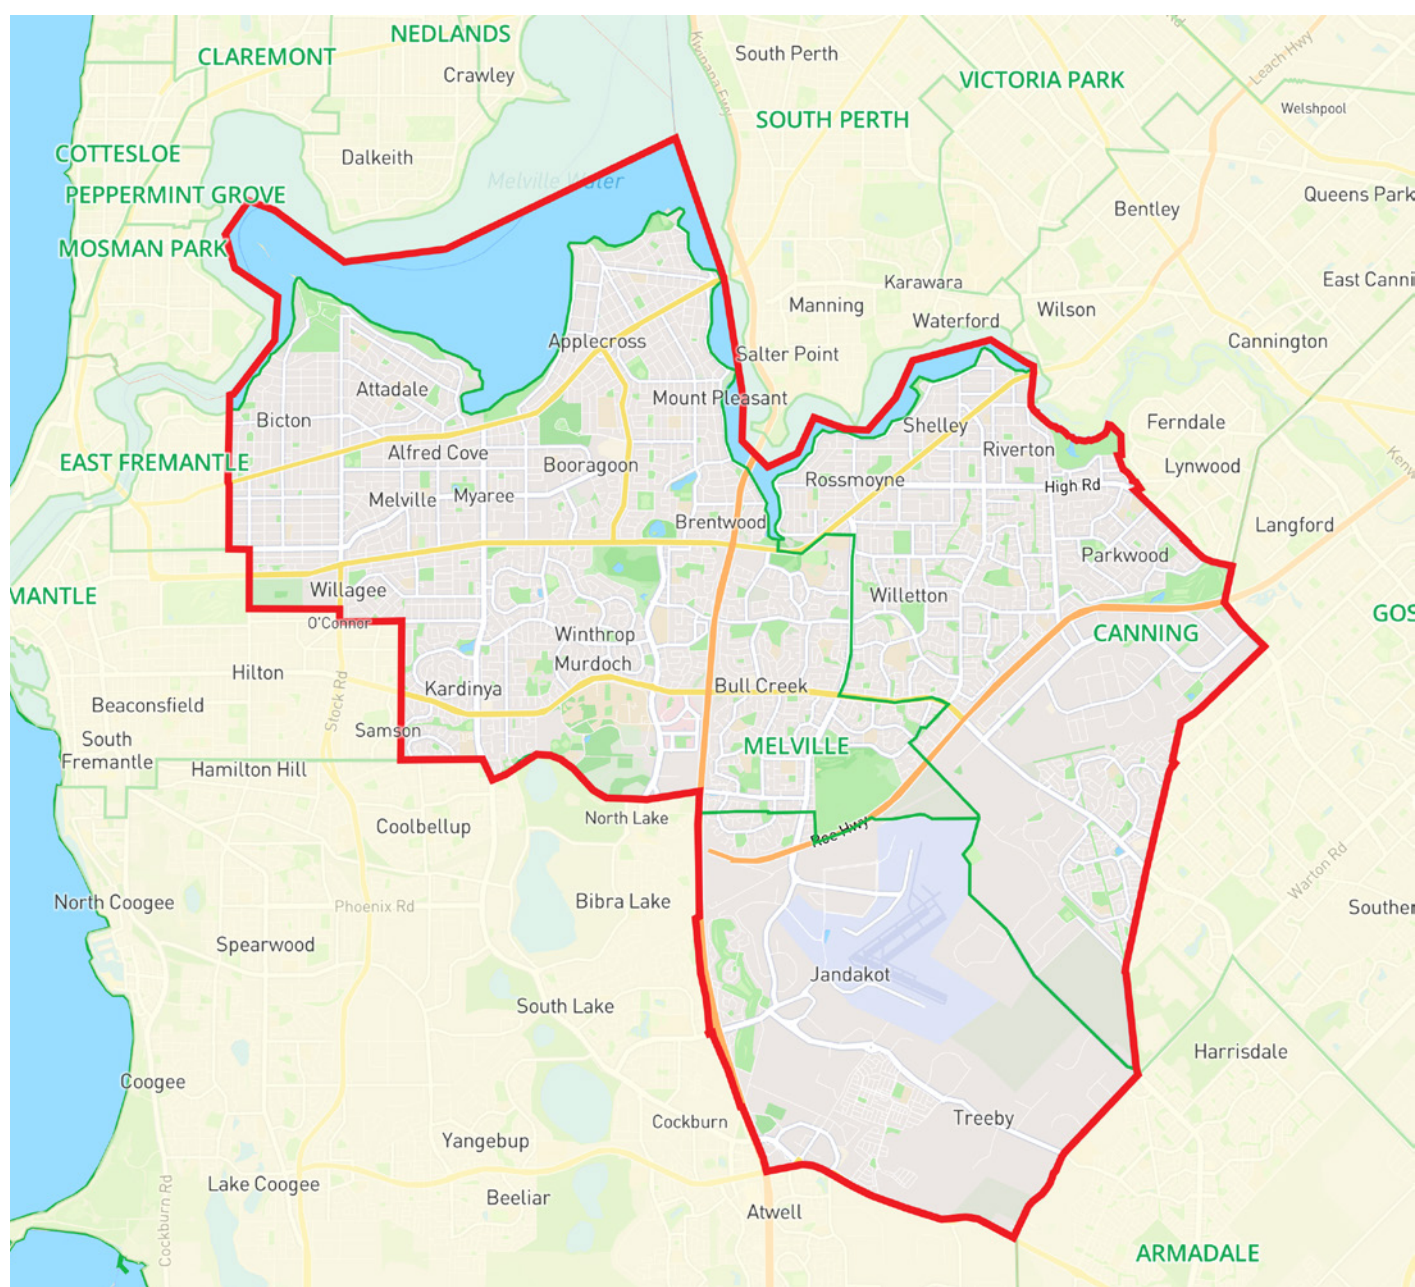 NEDLANDS
CLAREMONT
Crawley
South Perth
Kwinana Fwy
Rd
Leach Hwy
VICTORIA PARK
Welshpool
SOUTH PERTH
COTTESLOE
Dalkeith
Melville Water
PEPPERMINT GROVE
Queens Park
Bentley
MOSMAN PARK
Karawara
East Canni
Manning
Waterford
Wilson
Applecross
Salter Point
Cannington
Attadale
Mount Pleasant
Bicton
Shelley
Ferndale
Alfred Cove
Riverton
EAST FREMANTLE
Booragoon
Lynwood
Kenw
Rossmoyne
High Rd
Melville
Myaree
Brentwood
Langford
Parkwood
MANTLE
Willagee
Willetton
O'Connor
GOS
CANNING
Winthrop
Murdoch
Hilton
Stock Rd
Kardinya
Bull Creek
Beaconsfield
Samson
South
Fremantle
MELVILLE
Hamilton Hill
North Lake
Coolbellup
Roe Hwy
Warton Rd
North Coogee
Phoenix Rd
Bibra Lake
Souther
Spearwood
Jandakot
South Lake
Harrisdale
Coogee
Treeby
Cockburn
Yangebup
Cockburn Rd
Lake Coogee
Beeliar
Atwell
ARMADALE